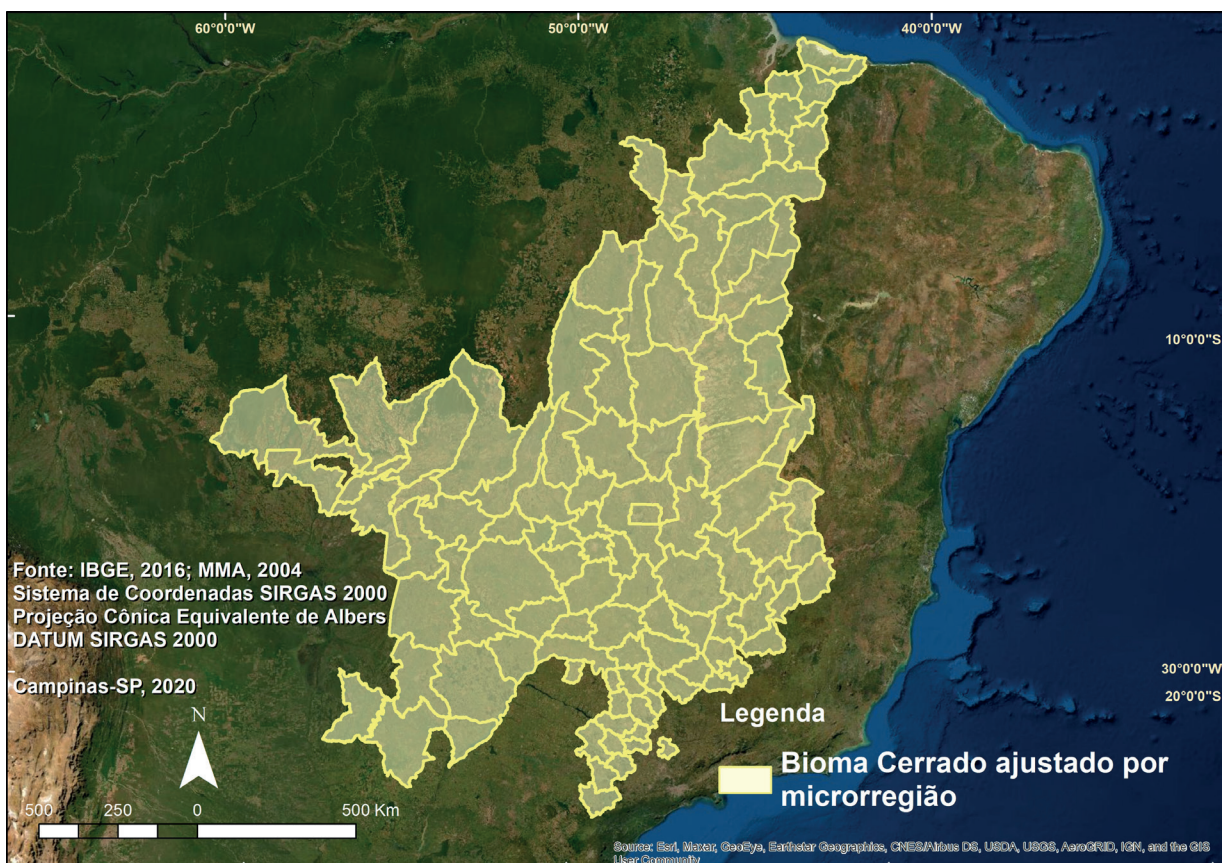 60°0'0"W
50°0'0"W
40°0'0"W
10°0'0"S
Fonte: IBGE, 2016; MMA, 2004
Sistema de Coordenadas SIRGAS 2000
Projeção Cônica Equivalente de Albers
DATUM SIRGAS 2000
Campinas-SP, 2020
30°0'0"W
20°0'0"S
N
Legenda
Bioma Cerrado ajustado por
microrregião
500 250 0 500 Km
Source: Esri, Maxar, GeoEye, Earthstar Geographics, CNES/Airbus DS, USDA, USGS, AeroGRID, IGN, and the GIS
User Community